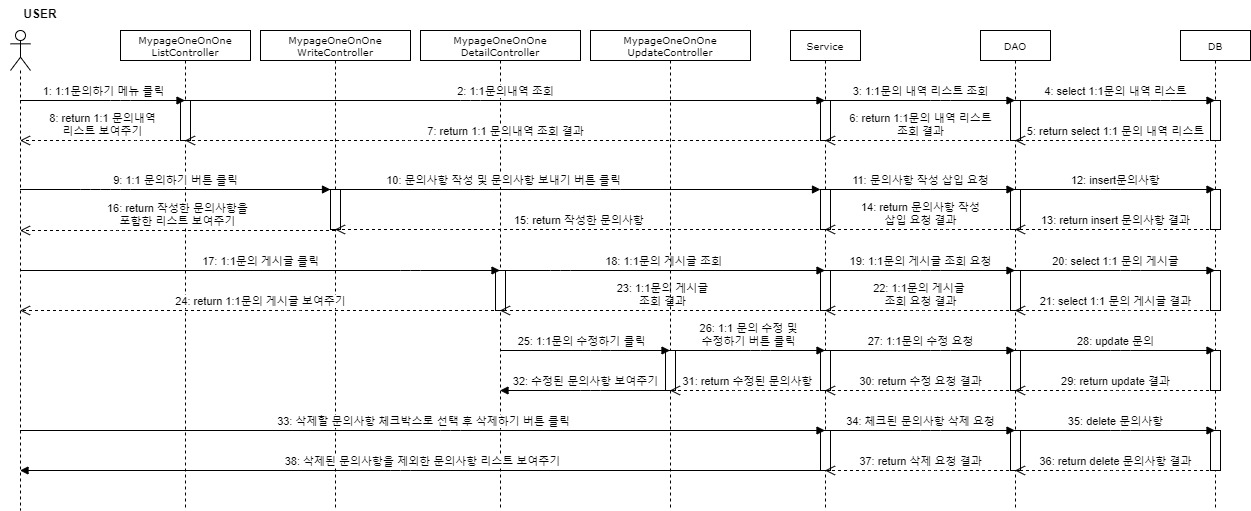 USER
MypageOneOnOne
ListController
MypageOneOnOne
WriteController
MypageOneOnOne
DetailController
MypageOneOnOne
UpdateController
Service
DAO
DB
1: 1:1문의하기 메뉴 클릭
2: 1:1문의내역 조회
3: 1:1문의 내역 리스트 조회
4: select 1:1문의 내역 리스트
8: return 1:1 문의내역
리스트 보여주기
7: return 1:1 문의내역 조회 결과
6: return 1:1문의 내역 리스트
조회 결과
5: return select 1:1 문의 내역 리스트
9: 1:1 문의하기 버튼 클릭
10: 문의사항 작성 및 문의사항 보내기 버튼 클릭
11: 문의사항 작성 삽입 요청
12: insert문의사항
16: return 작성한 문의사항을
포함한 리스트 보여주기
15: return 작성한 문의사항
14: return 문의사항 작성
삽입 요청 결과
13: return insert 문의사항 결과
17: 1:1문의 게시글 클릭
18: 1:1문의 게시글 조회
19: 1:1문의 게시글 조회 요청
20: select 1:1 문의 게시글
24: return 1:1문의 게시글 보여주기
23: 1:1문의 게시글
조회 결과
22: 1:1문의 게시글
조회 요청 결과
21: select 1:1 문의 게시글 결과
25: 1:1문의 수정하기 클릭
26: 1:1 문의 수정 및
수정하기 버튼 클릭
27: 1:1문의 수정 요청
28: update 문의
32: 수정된 문의사항 보여주기
31: return 수정된 문의사항
30: return 수정 요청 결과
29: return update 결과
33: 삭제할 문의사항 체크박스로 선택 후 삭제하기 버튼 클릭
34: 체크된 문의사항 삭제 요청
35: delete 문의사항
38: 삭제된 문의사항을 제외한 문의사항 리스트 보여주기
37: return 삭제 요청 결과
36: return delete 문의사항 결과